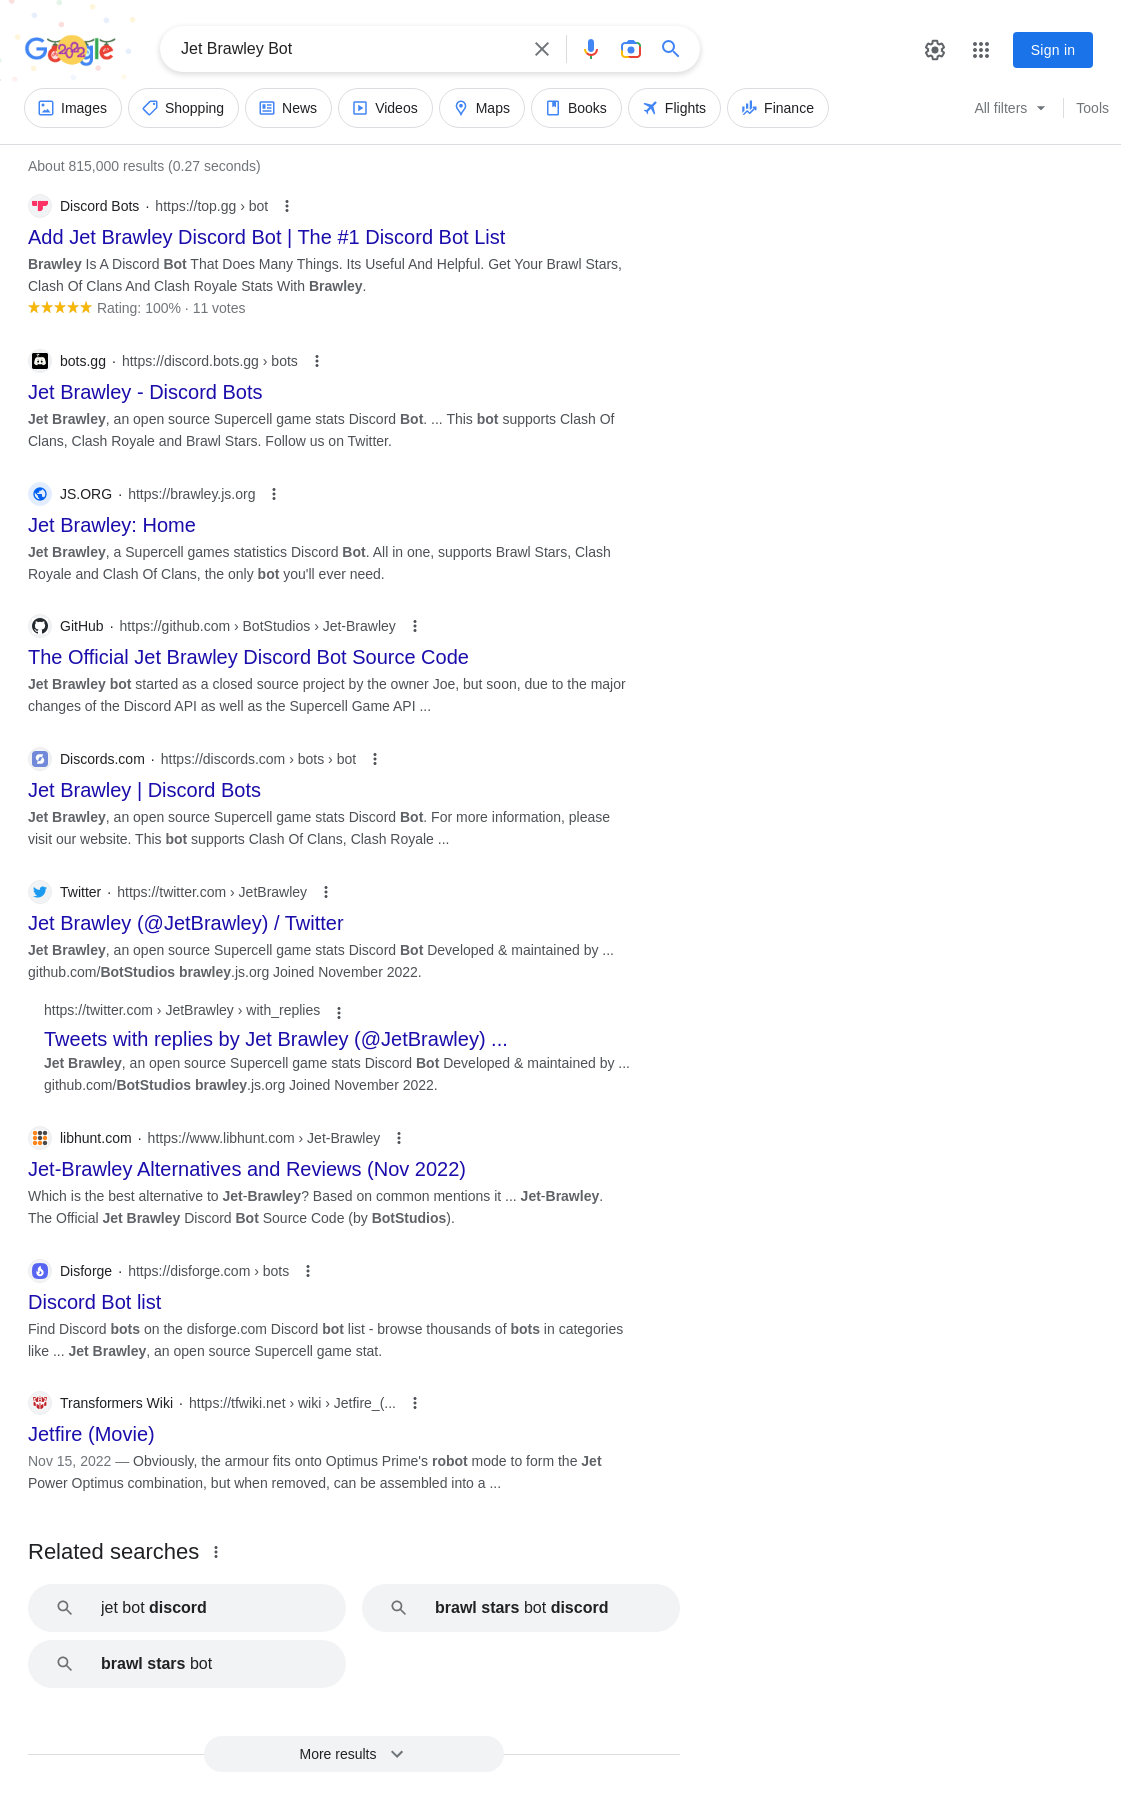 Google
Jet Brawley Bot
Sign in
Images Shopping News Videos Maps Books Flights Finance All filters Tools
About 815,000 results (0.27 seconds)
Discord Bots · https://top.gg › bot
Add Jet Brawley Discord Bot | The #1 Discord Bot List
Brawley Is A Discord Bot That Does Many Things. Its Useful And Helpful. Get Your Brawl Stars,
Clash Of Clans And Clash Royale Stats With Brawley.
Rating: 100% · 11 votes
bots.gg · https://discord.bots.gg › bots
Jet Brawley - Discord Bots
Jet Brawley, an open source Supercell game stats Discord Bot. ... This bot supports Clash Of
Clans, Clash Royale and Brawl Stars. Follow us on Twitter.
JS.ORG · https://brawley.js.org
Jet Brawley: Home
Jet Brawley, a Supercell games statistics Discord Bot. All in one, supports Brawl Stars, Clash
Royale and Clash Of Clans, the only bot you'll ever need.
GitHub · https://github.com › BotStudios › Jet-Brawley
The Official Jet Brawley Discord Bot Source Code
Jet Brawley bot started as a closed source project by the owner Joe, but soon, due to the major
changes of the Discord API as well as the Supercell Game API ...
Discords.com · https://discords.com › bots › bot
Jet Brawley | Discord Bots
Jet Brawley, an open source Supercell game stats Discord Bot. For more information, please
visit our website. This bot supports Clash Of Clans, Clash Royale ...
Twitter · https://twitter.com › JetBrawley
Jet Brawley (@JetBrawley) / Twitter
Jet Brawley, an open source Supercell game stats Discord Bot Developed & maintained by ...
github.com/BotStudios brawley.js.org Joined November 2022.
https://twitter.com › JetBrawley › with_replies
Tweets with replies by Jet Brawley (@JetBrawley) ...
Jet Brawley, an open source Supercell game stats Discord Bot Developed & maintained by ...
github.com/BotStudios brawley.js.org Joined November 2022.
libhunt.com · https://www.libhunt.com › Jet-Brawley
Jet-Brawley Alternatives and Reviews (Nov 2022)
Which is the best alternative to Jet-Brawley? Based on common mentions it ... Jet-Brawley.
The Official Jet Brawley Discord Bot Source Code (by BotStudios).
Disforge · https://disforge.com › bots
Discord Bot list
Find Discord bots on the disforge.com Discord bot list - browse thousands of bots in categories
like ... Jet Brawley, an open source Supercell game stat.
Transformers Wiki · https://tfwiki.net › wiki › Jetfire_(...
Jetfire (Movie)
Nov 15, 2022 — Obviously, the armour fits onto Optimus Prime's robot mode to form the Jet
Power Optimus combination, but when removed, can be assembled into a ...
Related searches
jet bot discord
brawl stars bot discord
brawl stars bot
More results